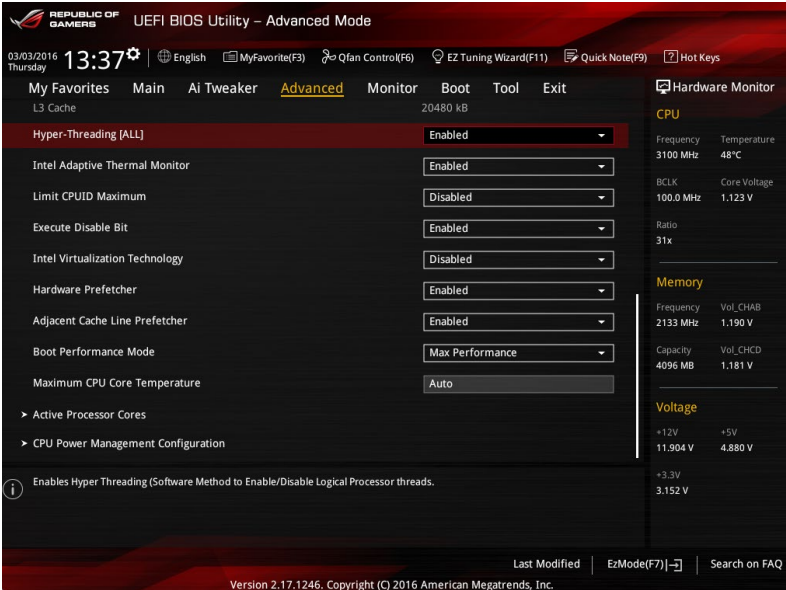 REPUBLIC OF
GAMERS
UEFI BIOS Utility – Advanced Mode
03/03/2016
Thursday
13:37
English
MyFavorite(F3)
Qfan Control(F6)
EZ Tuning Wizard(F11)
Quick Note(F9)
? Hot Keys
My Favorites Main Ai Tweaker Advanced Monitor Boot Tool Exit
Hardware Monitor
L3 Cache 20480 kB
Hyper-Threading [ALL] Enabled
Intel Adaptive Thermal Monitor Enabled
Limit CPUID Maximum Disabled
Execute Disable Bit Enabled
Intel Virtualization Technology Disabled
Hardware Prefetcher Enabled
Adjacent Cache Line Prefetcher Enabled
Boot Performance Mode Max Performance
Maximum CPU Core Temperature Auto
> Active Processor Cores
> CPU Power Management Configuration
CPU
Frequency Temperature
3100 MHz 48°C
BCLK Core Voltage
100.0 MHz 1.123 V
Ratio
31x
Memory
Frequency Vol_CHAB
2133 MHz 1.190 V
Capacity Vol_CHCD
4096 MB 1.181 V
Voltage
+12V +5V
11.904 V 4.880 V
+3.3V
3.152 V
i Enables Hyper Threading (Software Method to Enable/Disable Logical Processor threads.
Last Modified EzMode(F7) Search on FAQ
Version 2.17.1246. Copyright (C) 2016 American Megatrends, Inc.